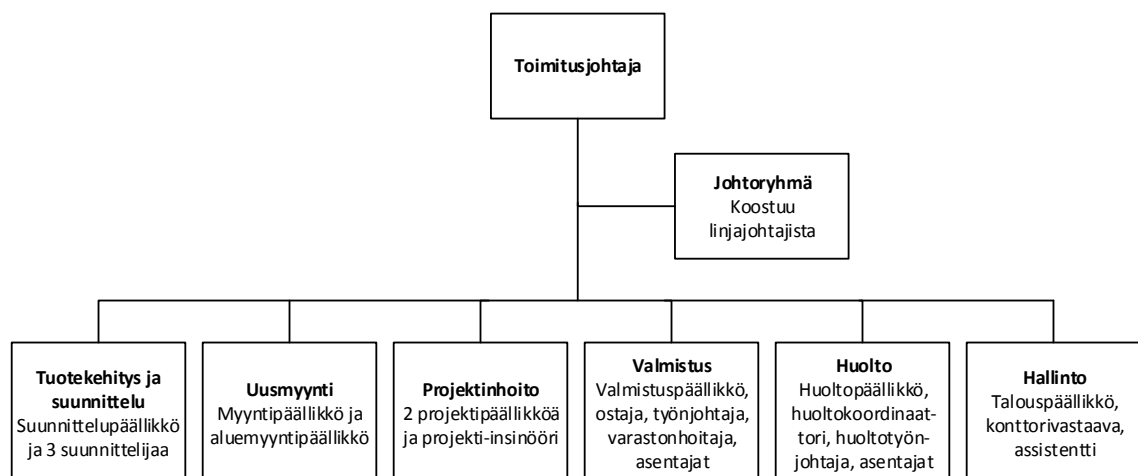 Toimitusjohtaja
Johtoryhmä
Koostuu
linjajohtajista
Tuotekehitys ja
suunnittelu
Suunnittelupäällikkö
ja 3 suunnittelijaa
Uusmyynti
Myyntipäällikkö ja
aluemyyntipäällikkö
Projektinhoito
2 projektipäällikköä
ja projekti-insinööri
Valmistus
Valmistuspäällikkö,
ostaja, työnjohtaja,
varastonhoitaja,
asentajat
Huolto
Huoltopäällikkö,
huoltokoordinaat-
tori, huoltotyön-
johtaja, asentajat
Hallinto
Talouspäällikkö,
konttorivastaava,
assistentti